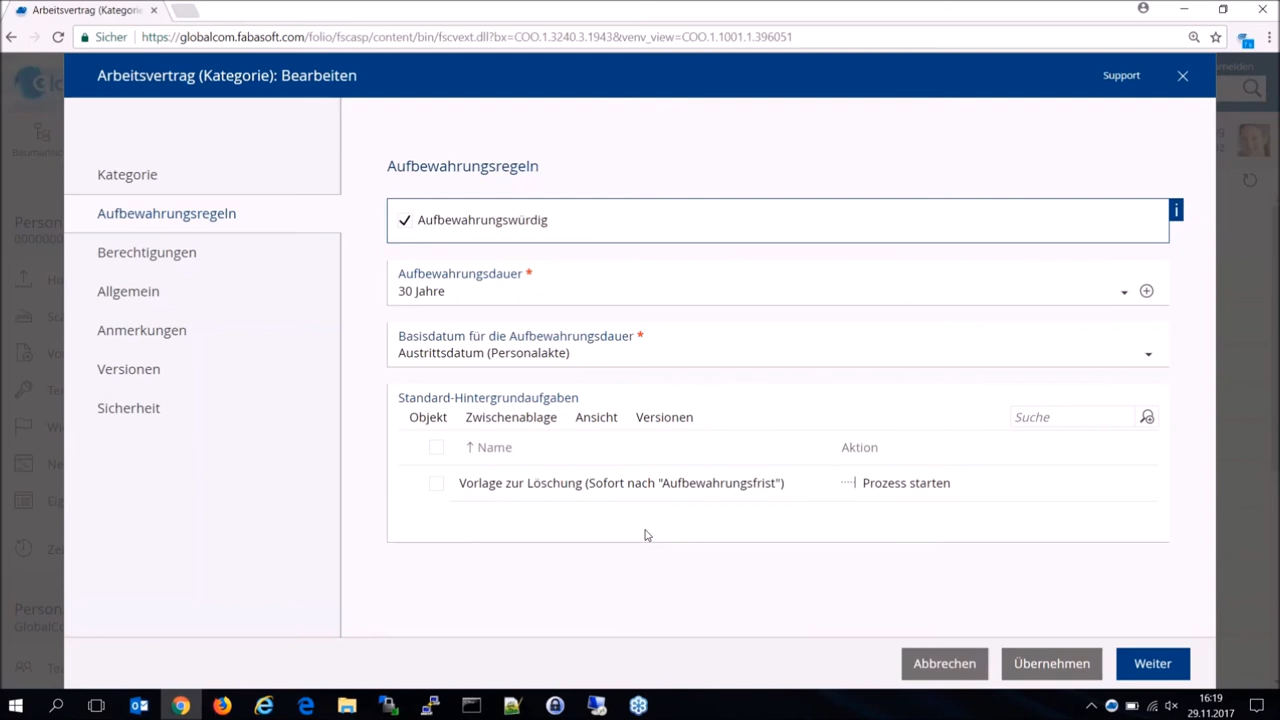 Arbeitsvertrag (Kategorie
Sicher
https://globalcom.fabasoft.com/folio/fscasp/content/bin/fscvext.dll?bx=COO.1.3240.3.1943&venv_view=COO.1.1001.1.396051
Arbeitsvertrag (Kategorie): Bearbeiten
Support
Kategorie
Aufbewahrungsregeln
Berechtigungen
Allgemein
Anmerkungen
Versionen
Sicherheit
Aufbewahrungsregeln
Aufbewahrungswürdig
i
Aufbewahrungsdauer *
30 Jahre
Basisdatum für die Aufbewahrungsdauer *
Austrittsdatum (Personalakte)
Standard-Hintergrundaufgaben
Objekt Zwischenablage Ansicht Versionen Suche
↑ Name Aktion
Vorlage zur Löschung (Sofort nach "Aufbewahrungsfrist") Prozess starten
Abbrechen Übernehmen Weiter
16:19
29.11.2017